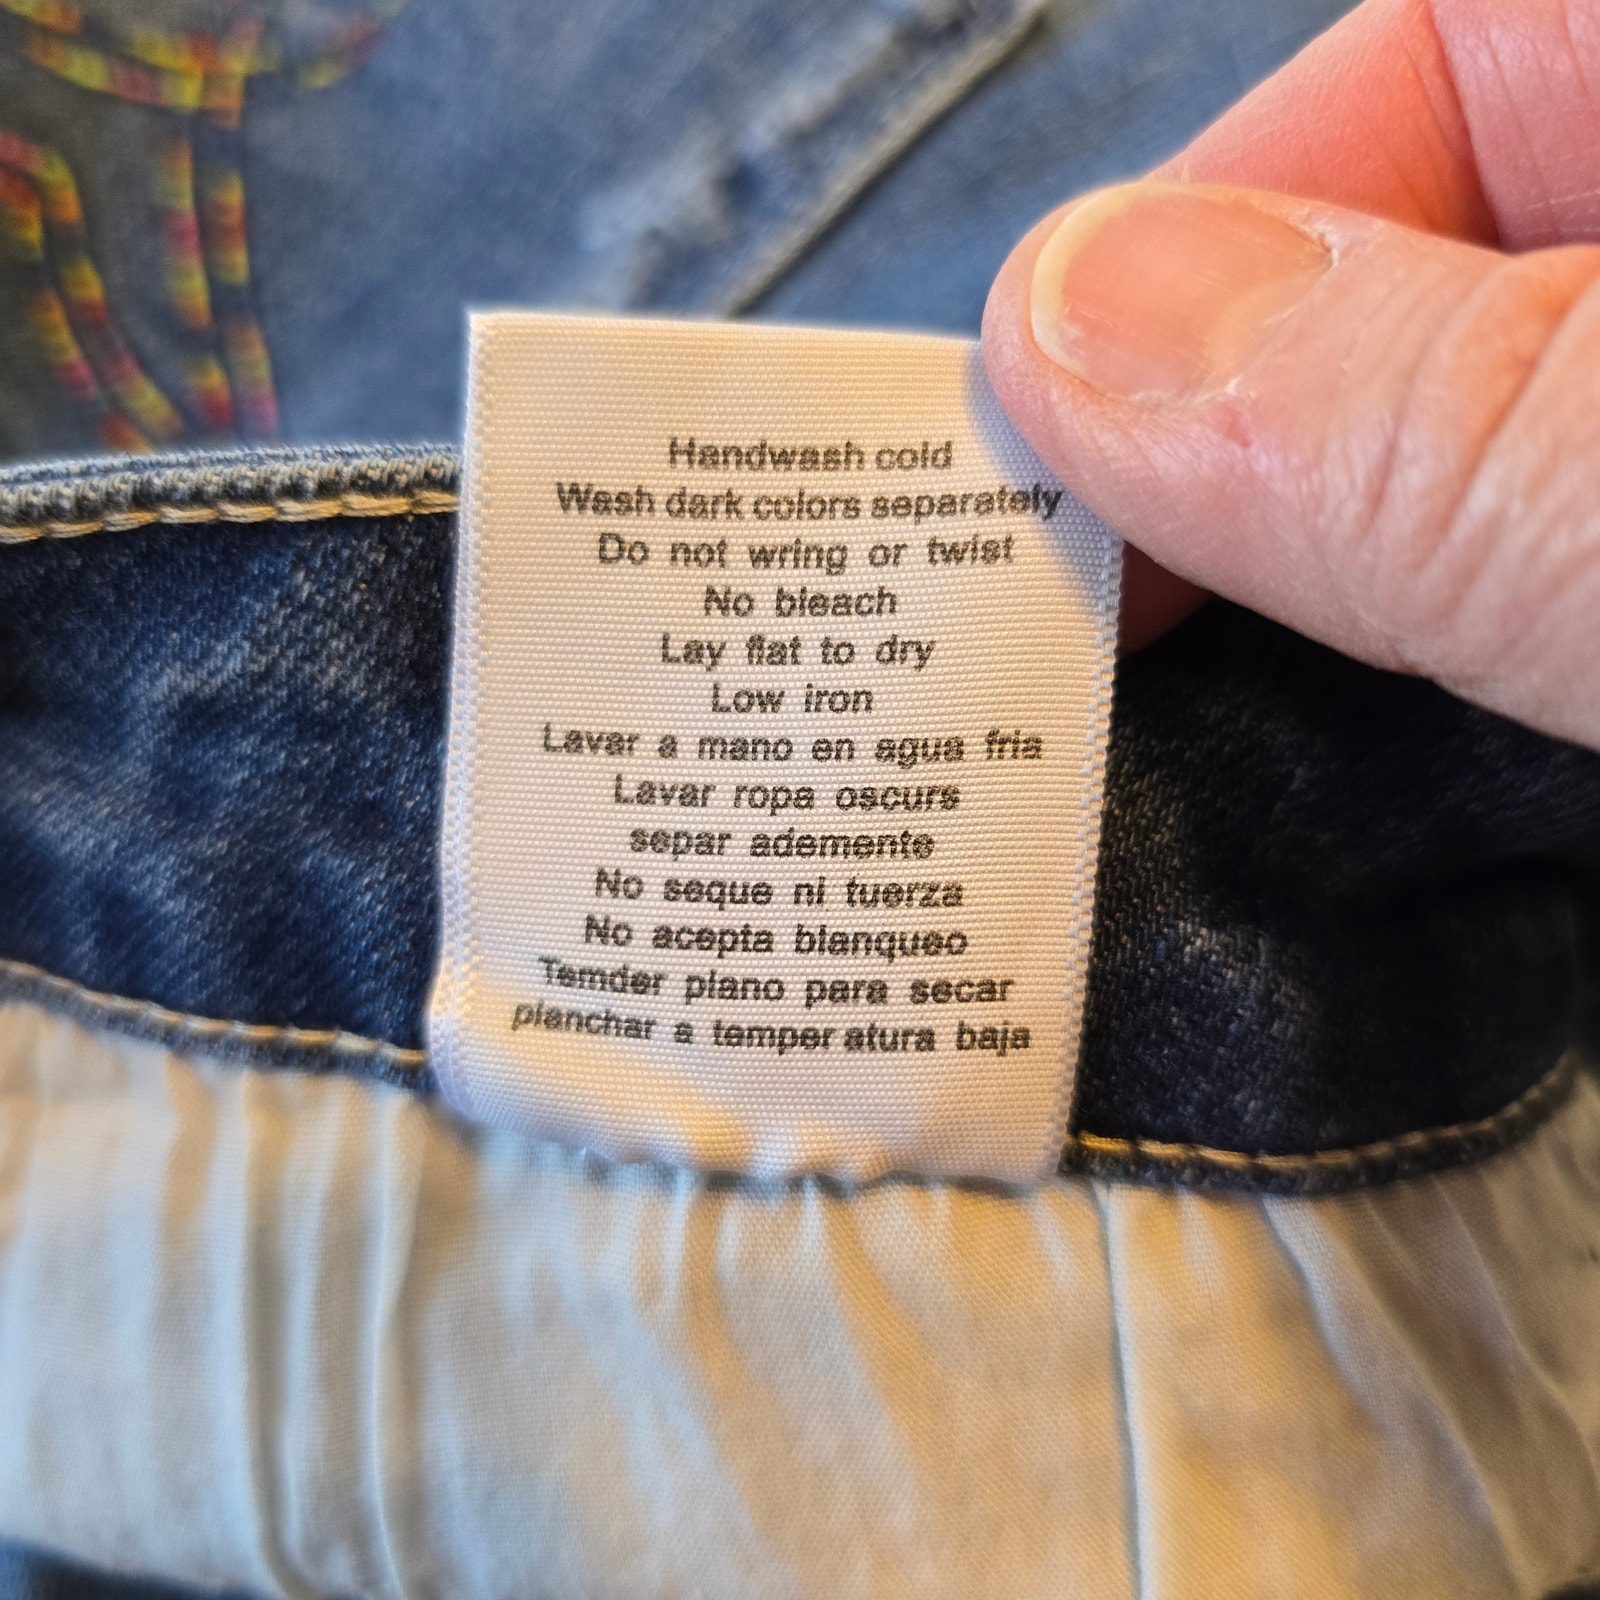 Handwash cold
Wash dark colors separately
Do not wring or twist
No bleach
Lay flat to dry
Low iron
Lavar a mano en agua fria
Lavar ropa oscurs
separ ademente
No seque ni tuerza
No acepta blanqueo
Temder plano para secar
planchar a temper atura baja